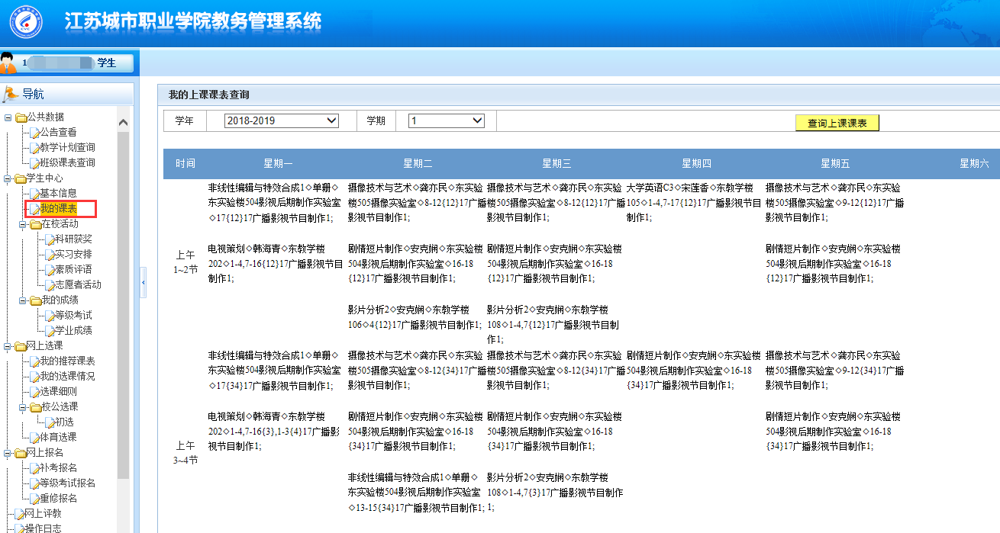 江苏城市职业学院教务管理系统
1 学生
导航
公共数据
公告查看
教学计划查询
班级课表查询
学生中心
基本信息
我的课表
在校活动
科研获奖
实习安排
素质评语
志愿者活动
我的成绩
等级考试
学业成绩
网上选课
我的推荐课表
我的选课情况
选课细则
校公选课
初选
体育选课
网上报名
补考报名
等级考试报名
重修报名
网上评教
操作日志
我的上课课表查询
学年 2018-2019 学期 1 查询上课课表
时间 星期一 星期二 星期三 星期四 星期五 星期六
上午
1~2节
非线性编辑与特效合成1◇单珊◇
东实验楼504影视后期制作实验室
◇17{12}17广播影视节目制作1;
电视策划◇韩海青◇东教学楼
202◇1-4,7-16{12}17广播影视节目
制作1;
摄像技术与艺术◇龚亦民◇东实验
楼505摄像实验室◇8-12{12}17广播
影视节目制作1;
剧情短片制作◇安克娴◇东实验楼
504影视后期制作实验室◇16-18
{12}17广播影视节目制作1;
影片分析2◇安克娴◇东教学楼
106◇4{12}17广播影视节目制作1;
摄像技术与艺术◇龚亦民◇东实验
楼505摄像实验室◇8-12{12}17广播
影视节目制作1;
剧情短片制作◇安克娴◇东实验楼
504影视后期制作实验室◇16-18
{12}17广播影视节目制作1;
影片分析2◇安克娴◇东教学楼
108◇1-4,7{12}17广播影视节目制
作1;
大学英语C3◇宋莲香◇东教学楼
105◇1-4,7-17{12}17广播影视节目
制作1;
摄像技术与艺术◇龚亦民◇东实验
楼505摄像实验室◇9-12{12}17广播
影视节目制作1;
剧情短片制作◇安克娴◇东实验楼
504影视后期制作实验室◇16-18
{12}17广播影视节目制作1;
上午
3~4节
非线性编辑与特效合成1◇单珊◇
东实验楼504影视后期制作实验室
◇17{34}17广播影视节目制作1;
电视策划◇韩海青◇东教学楼
202◇1-4,7-16{3},1-3{4}17广播影
视节目制作1;
摄像技术与艺术◇龚亦民◇东实验
楼505摄像实验室◇8-12{34}17广播
影视节目制作1;
剧情短片制作◇安克娴◇东实验楼
504影视后期制作实验室◇16-18
{34}17广播影视节目制作1;
非线性编辑与特效合成1◇单珊◇
东实验楼504影视后期制作实验室
◇13-15{34}17广播影视节目制作1;
摄像技术与艺术◇龚亦民◇东实验
楼505摄像实验室◇8-12{34}17广播
影视节目制作1;
剧情短片制作◇安克娴◇东实验楼
504影视后期制作实验室◇16-18
{34}17广播影视节目制作1;
影片分析2◇安克娴◇东教学楼
108◇1-4,7{3}17广播影视节目制作
1;
剧情短片制作◇安克娴◇东实验楼
504影视后期制作实验室◇16-18
{34}17广播影视节目制作1;
摄像技术与艺术◇龚亦民◇东实验
楼505摄像实验室◇9-12{34}17广播
影视节目制作1;
剧情短片制作◇安克娴◇东实验楼
504影视后期制作实验室◇16-18
{34}17广播影视节目制作1;